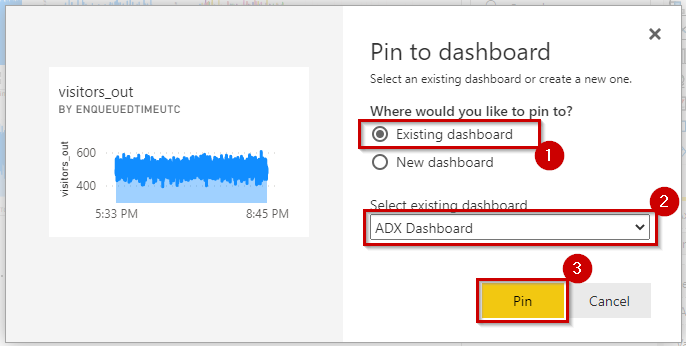 visitors_out
BY ENQUEUEDTIMEUTC
visitors_out
600
400
5:33 PM
8:45 PM
Pin to dashboard
Select an existing dashboard or create a new one.
Where would you like to pin to?
Existing dashboard
1
New dashboard
Select existing dashboard
2
ADX Dashboard
3
Pin
Cancel